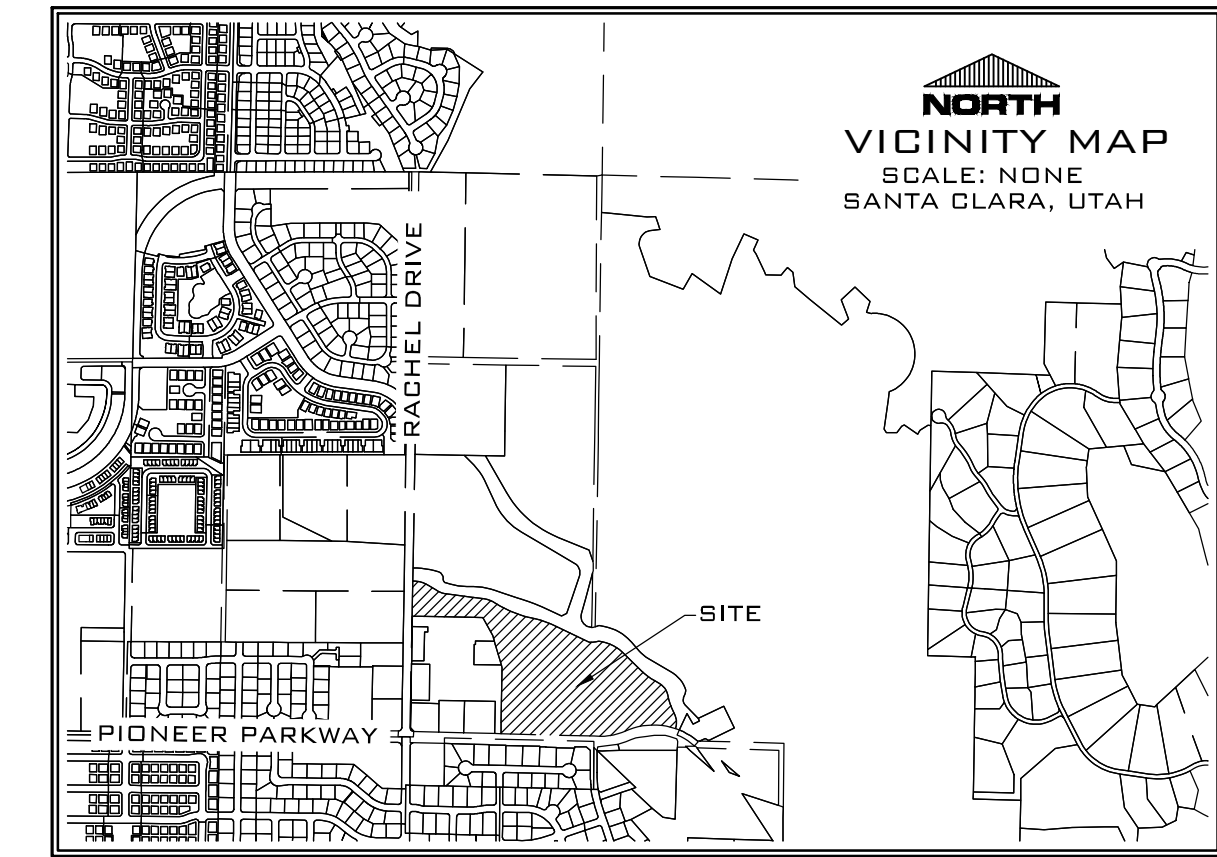 NORTH
VICINITY MAP
SCALE: NONE
SANTA CLARA, UTAH
RACHEL DRIVE
SITE
PIONEER PARKWAY